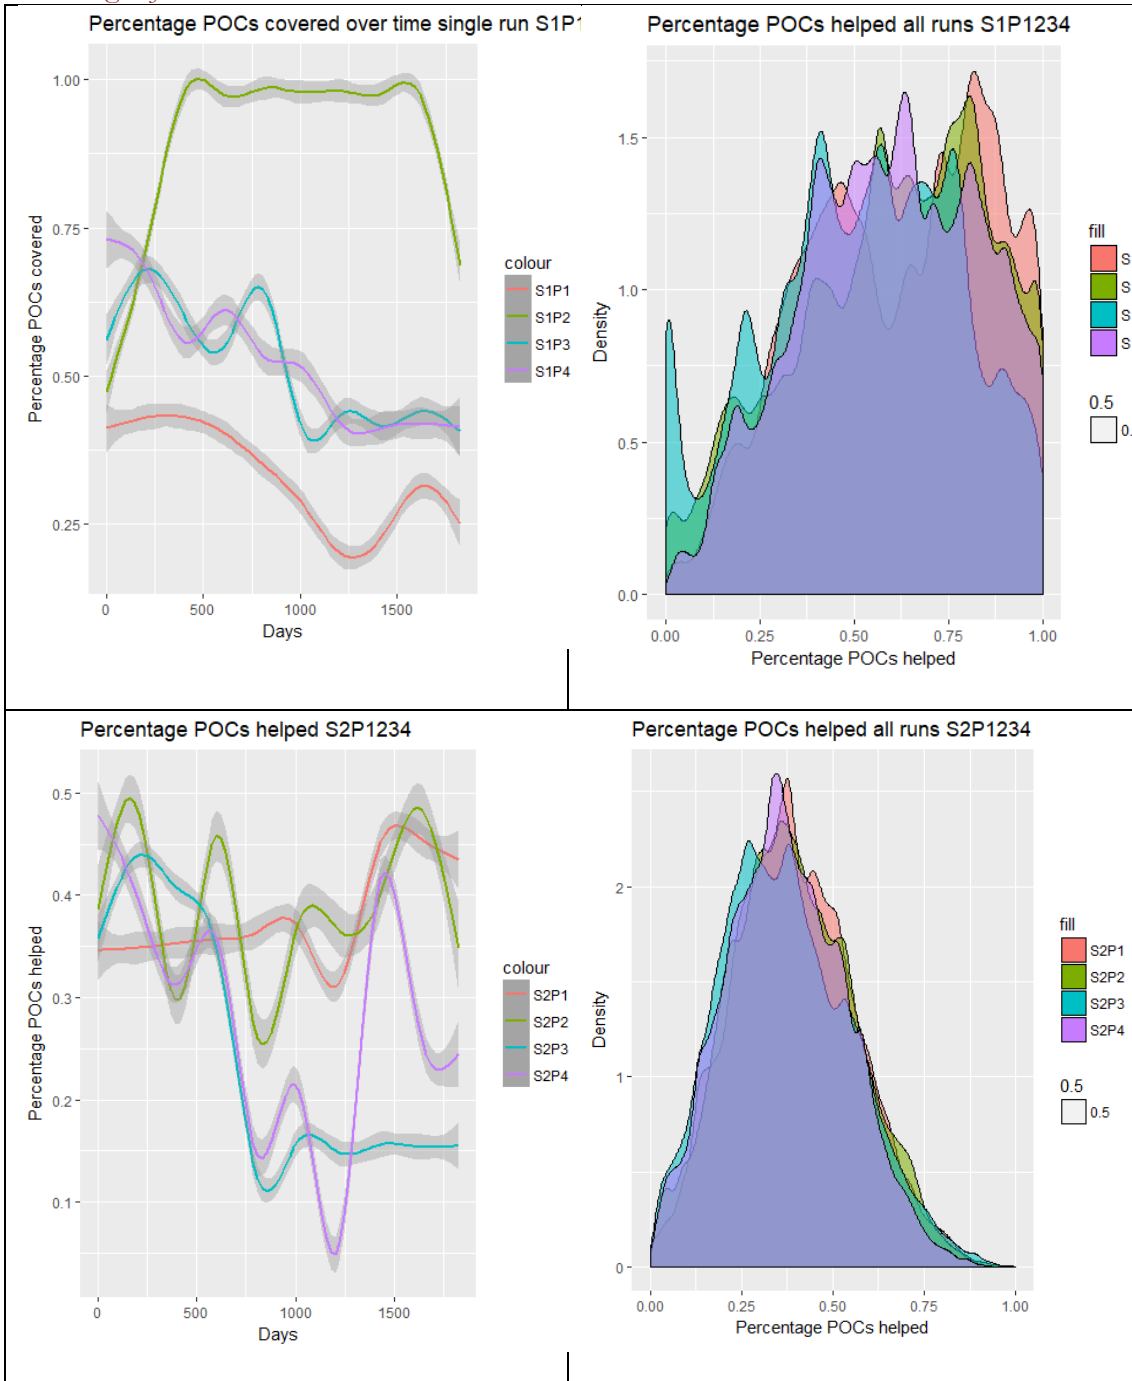 Percentage POCs covered over time single run S1P1
Percentage POCs covered
1.00
0.75
0.50
0.25
0
500
1000
1500
Days
colour
S1P1
S1P2
S1P3
S1P4
Percentage POCs helped all runs S1P1234
Density
1.5
1.0
0.5
0.0
0.00
0.25
0.50
0.75
1.00
Percentage POCs helped
fill
S
S
S
S
0.5
0.
Percentage POCs helped S2P1234
Percentage POCs helped
0.5
0.4
0.3
0.2
0.1
0
500
1000
1500
Days
colour
S2P1
S2P2
S2P3
S2P4
Percentage POCs helped all runs S2P1234
Density
2
1
0
0.00
0.25
0.50
0.75
1.00
Percentage POCs helped
fill
S2P1
S2P2
S2P3
S2P4
0.5
0.5